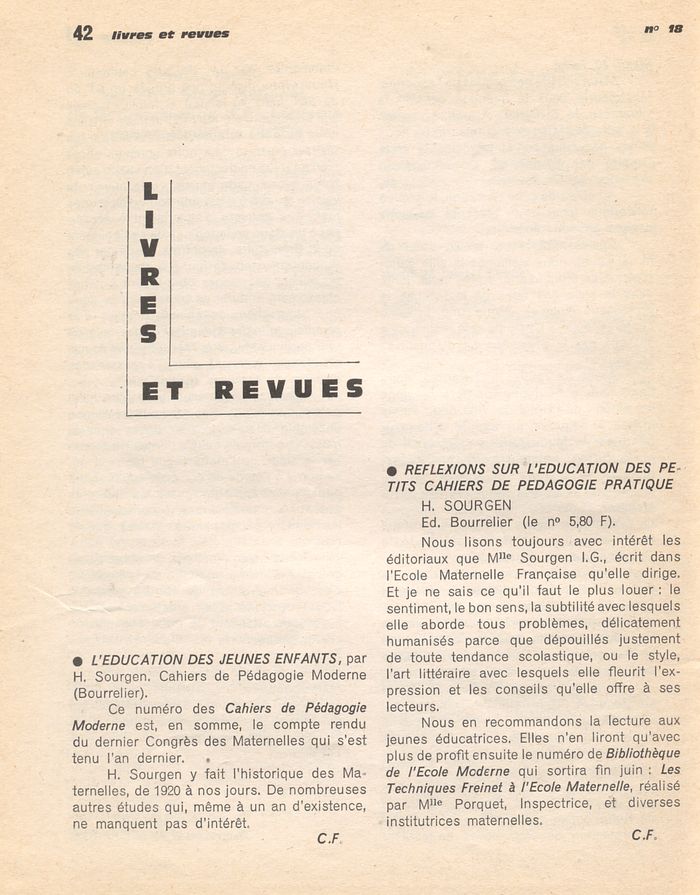 42 livres et revues
nº 18
LIVRES
ET REVUES
● L'EDUCATION DES JEUNES ENFANTS, par
H. Sourgen. Cahiers de Pédagogie Moderne
(Bourrelier).
Ce numéro des Cahiers de Pédagogie
Moderne est, en somme, le compte rendu
du dernier Congrès des Maternelles qui s'est
tenu l'an dernier.
H. Sourgen y fait l'historique des Ma-
ternelles, de 1920 à nos jours. De nombreuses
autres études qui, même à un an d'existence,
ne manquent pas d'intérêt.
C.F.
● REFLEXIONS SUR L'EDUCATION DES PE-
TITS CAHIERS DE PEDAGOGIE PRATIQUE
H. SOURGEN
Ed. Bourrelier (le nº 5,80 F).
Nous lisons toujours avec intérêt les
éditoriaux que Mlle Sourgen I.G., écrit dans
l'Ecole Maternelle Française qu'elle dirige.
Et je ne sais ce qu'il faut le plus louer : le
sentiment, le bon sens, la subtilité avec lesquels
elle aborde tous problèmes, délicatement
humanisés parce que dépouillés justement
de toute tendance scolastique, ou le style,
l'art littéraire avec lesquels elle fleurit l'ex-
pression et les conseils qu'elle offre à ses
lecteurs.
Nous en recommandons la lecture aux
jeunes éducatrices. Elles n'en liront qu'avec
plus de profit ensuite le numéro de Bibliothèque
de l'Ecole Moderne qui sortira fin juin : Les
Techniques Freinet à l'Ecole Maternelle, réalisé
par Mlle Porquet, Inspectrice, et diverses
institutrices maternelles.
C.F.